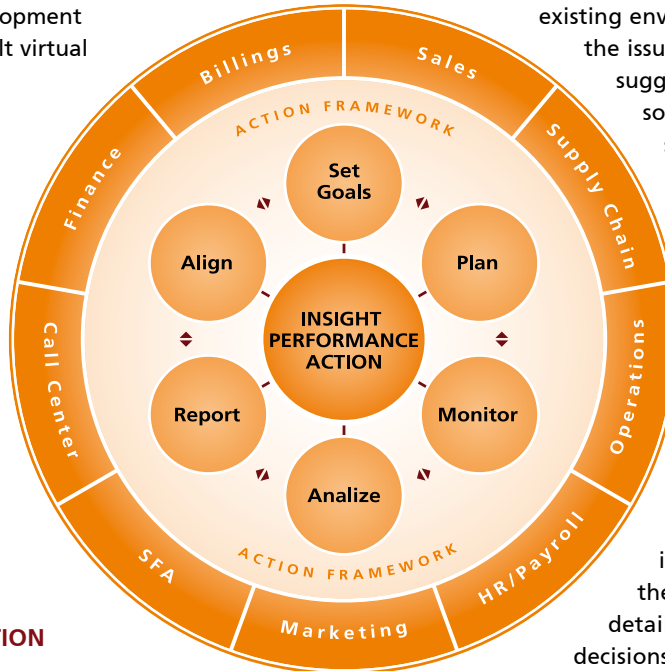 opment
lt virtual
existing env
the issu
sugg
so
s
Billings
Sales
Supply Chain
Operations
HR/Payroll
Marketing
SFA
Call Center
Finance
ACTION FRAMEWORK
Set
Goals
Align
Plan
INSIGHT
PERFORMANCE
ACTION
Report
Monitor
Analize
ACTION FRAMEWORK
i
the
detail
decisions
TION